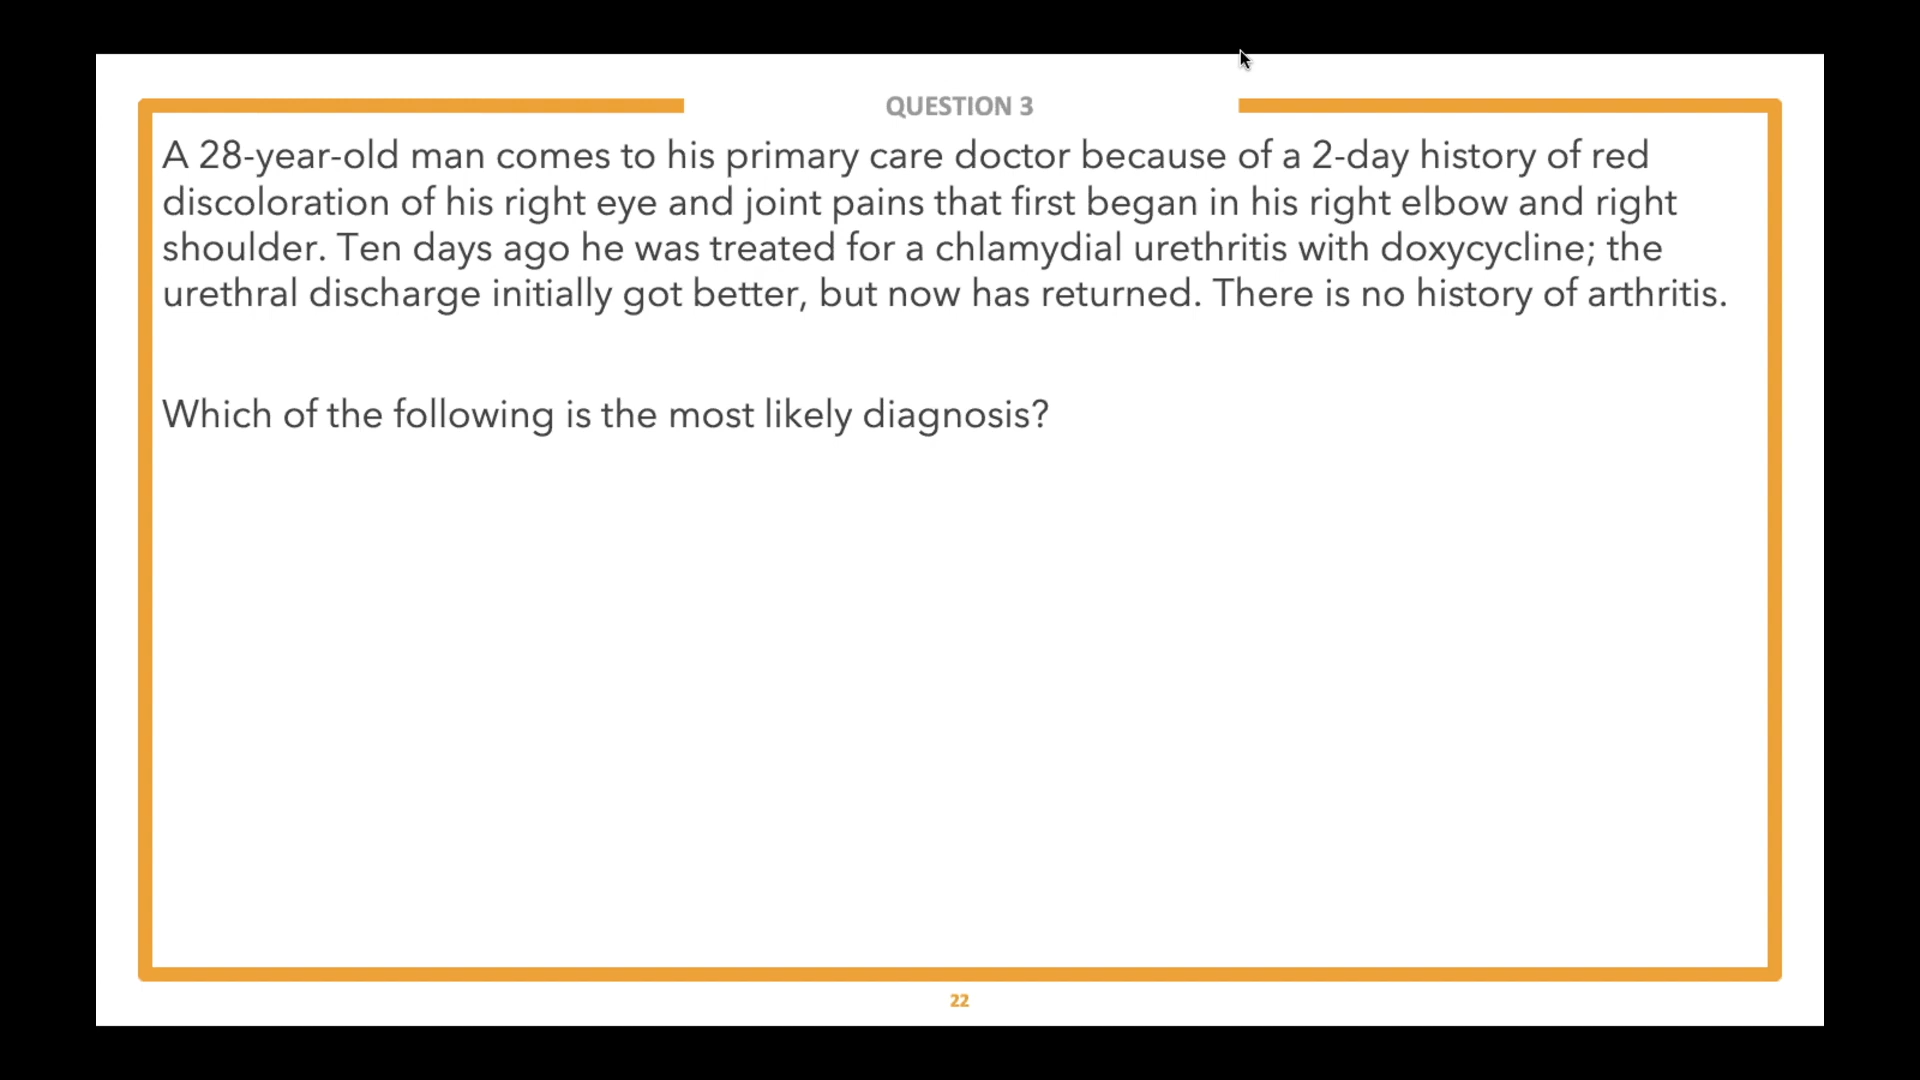 QUESTION 3
A 28-year-old man comes to his primary care doctor because of a 2-day history of red
discoloration of his right eye and joint pains that first began in his right elbow and right
shoulder. Ten days ago he was treated for a chlamydial urethritis with doxycycline; the
urethral discharge initially got better, but now has returned. There is no history of arthritis.
Which of the following is the most likely diagnosis?
22